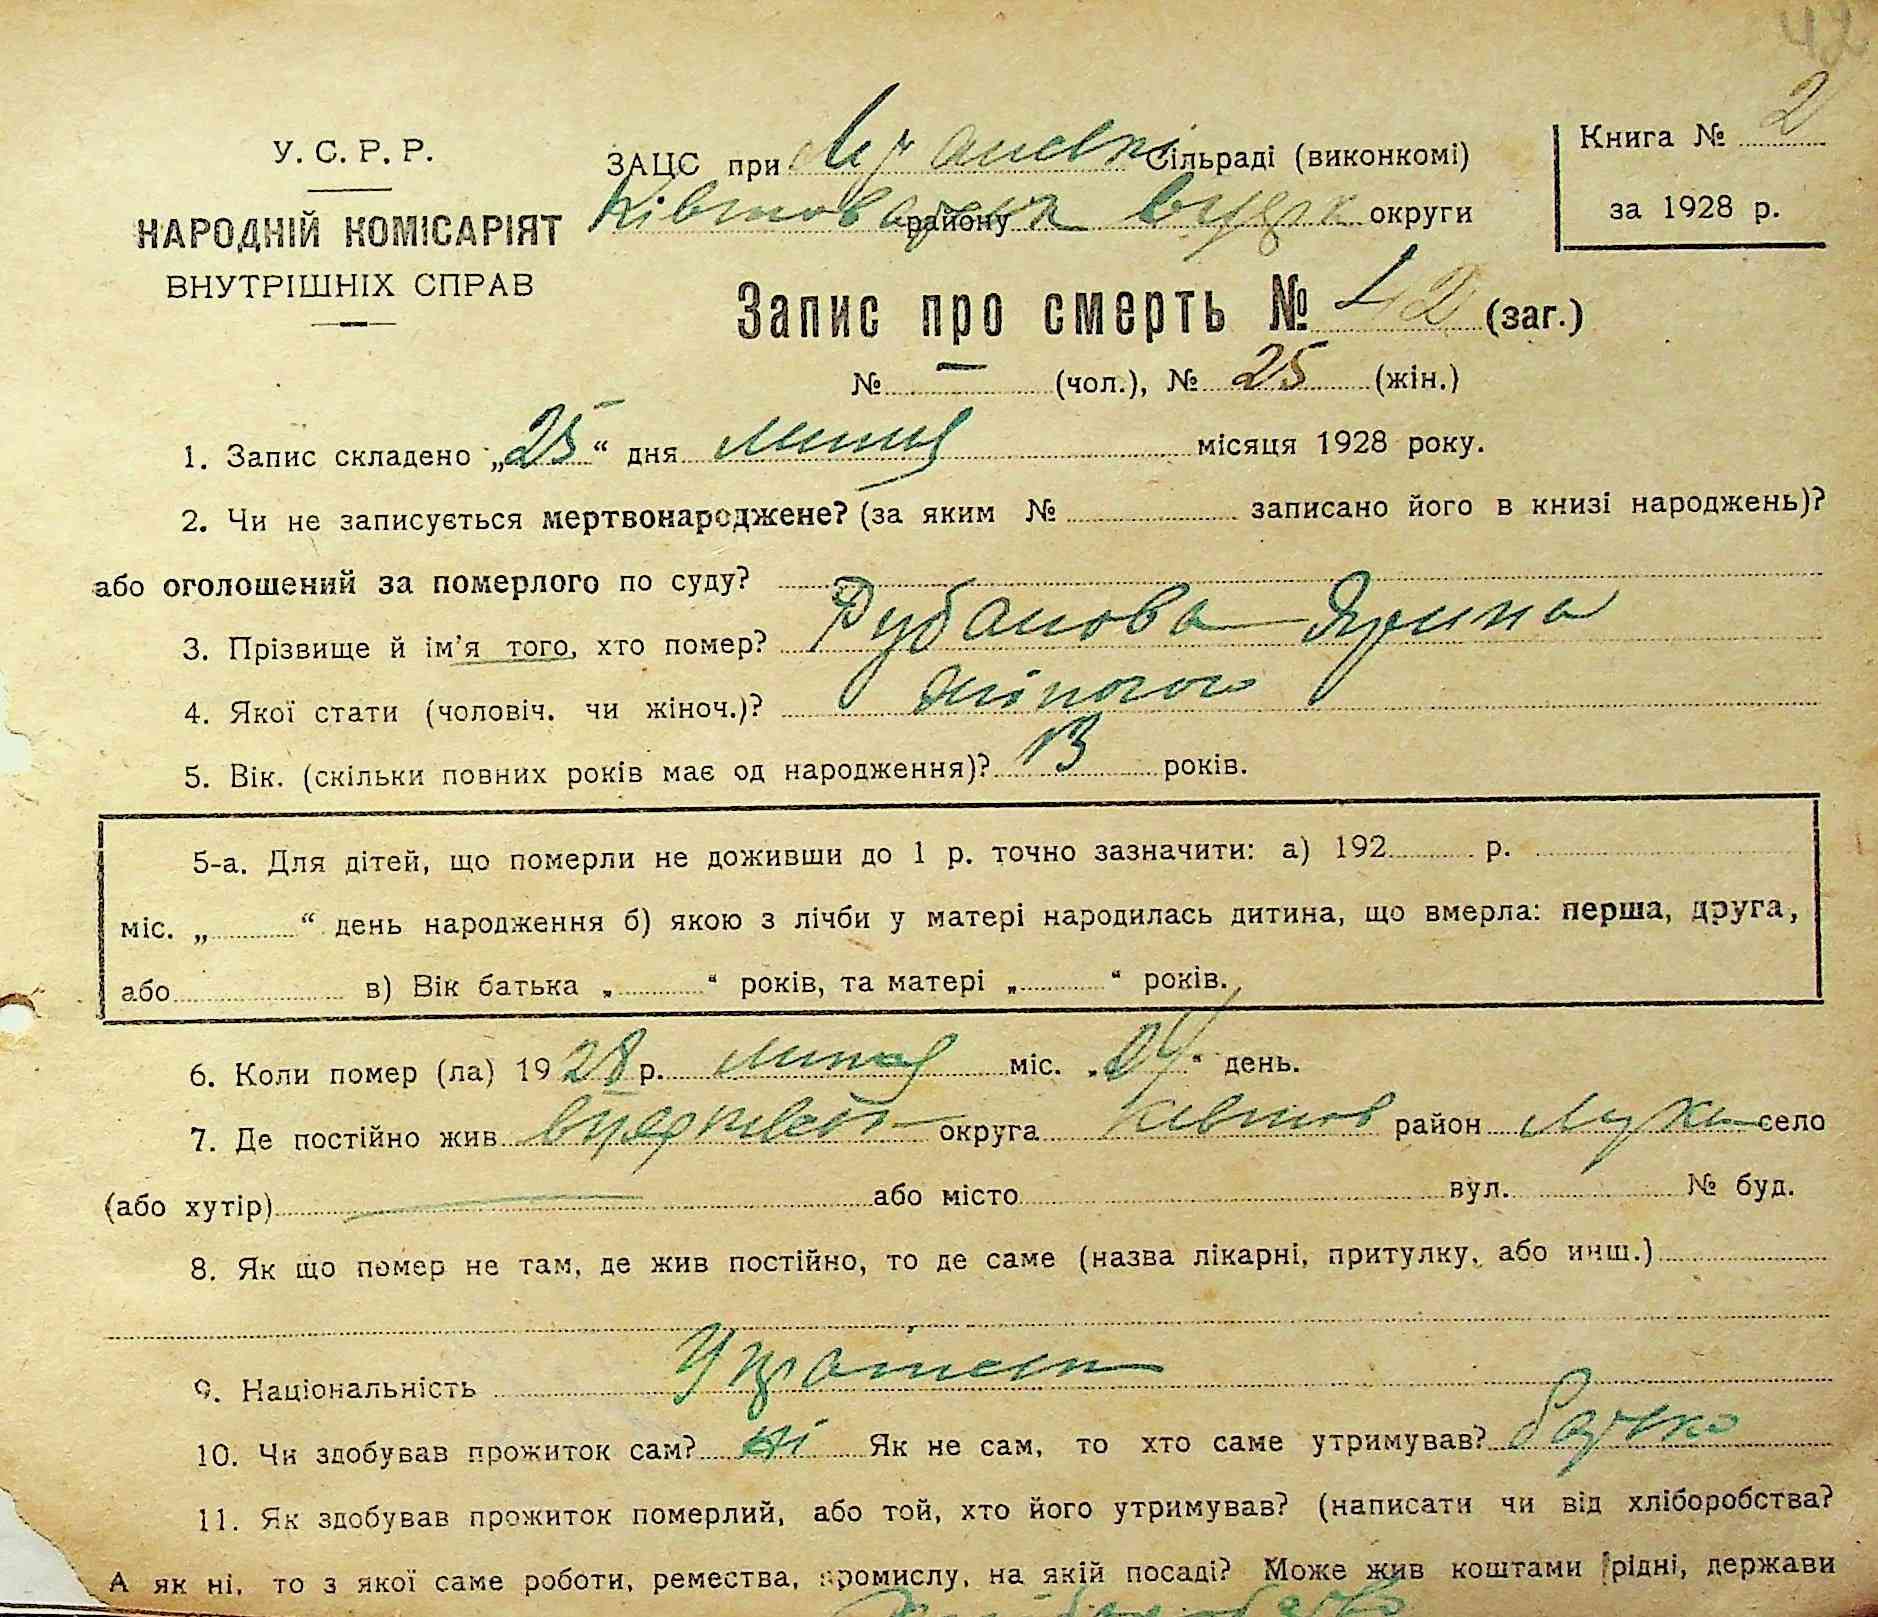 42
У. С. Р. Р.
НАРОДНІЙ КОМІСАРІЯТ
ВНУТРІШНІХ СПРАВ
ЗАЦС при Сільраді (виконкомі)
району округи
Книга № 2
за 1928 р.
Запис про смерть № 42 (заг.)
№ — (чол.), № 25 (жін.)
1. Запис складено „25“ дня липня місяця 1928 року.
2. Чи не записується мертвонароджене? (за яким № записано його в книзі народжень)?
або оголошений за померлого по суду?
3. Прізвище й ім'я того, хто помер? Рубанова Ярина
4. Якої стати (чоловіч. чи жіноч.)? жіночої
5. Вік. (скільки повних років має од народження)? 13 років.
5-а. Для дітей, що померли не доживши до 1 р. точно зазначити: а) 192 р.
міс. „ “ день народження б) якою з лічби у матері народилась дитина, що вмерла: перша, друга,
або в) Вік батька „ “ років, та матері „ “ років.
6. Коли помер (ла) 1928 р. липня міс. „24“ день.
7. Де постійно жив округа район село
(або хутір) — або місто вул. № буд.
8. Як що помер не там, де жив постійно, то де саме (назва лікарні, притулку, або инш.)
9. Національність
10. Чи здобував прожиток сам? ні Як не сам, то хто саме утримував? батько
11. Як здобував прожиток померлий, або той, хто його утримував? (написати чи від хліборобства?
А як ні, то з якої саме роботи, ремества, промислу, на якій посаді? Може жив коштами рідні, держави